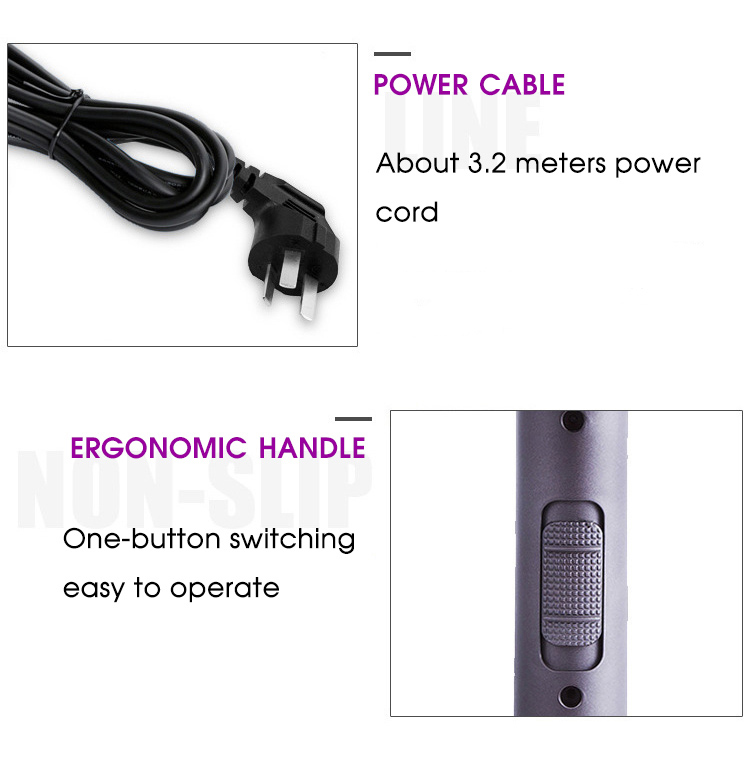 LINE
POWER CABLE
About 3.2 meters power
cord
ERGONOMIC HANDLE
NON-SLIP
One-button switching
easy to operate